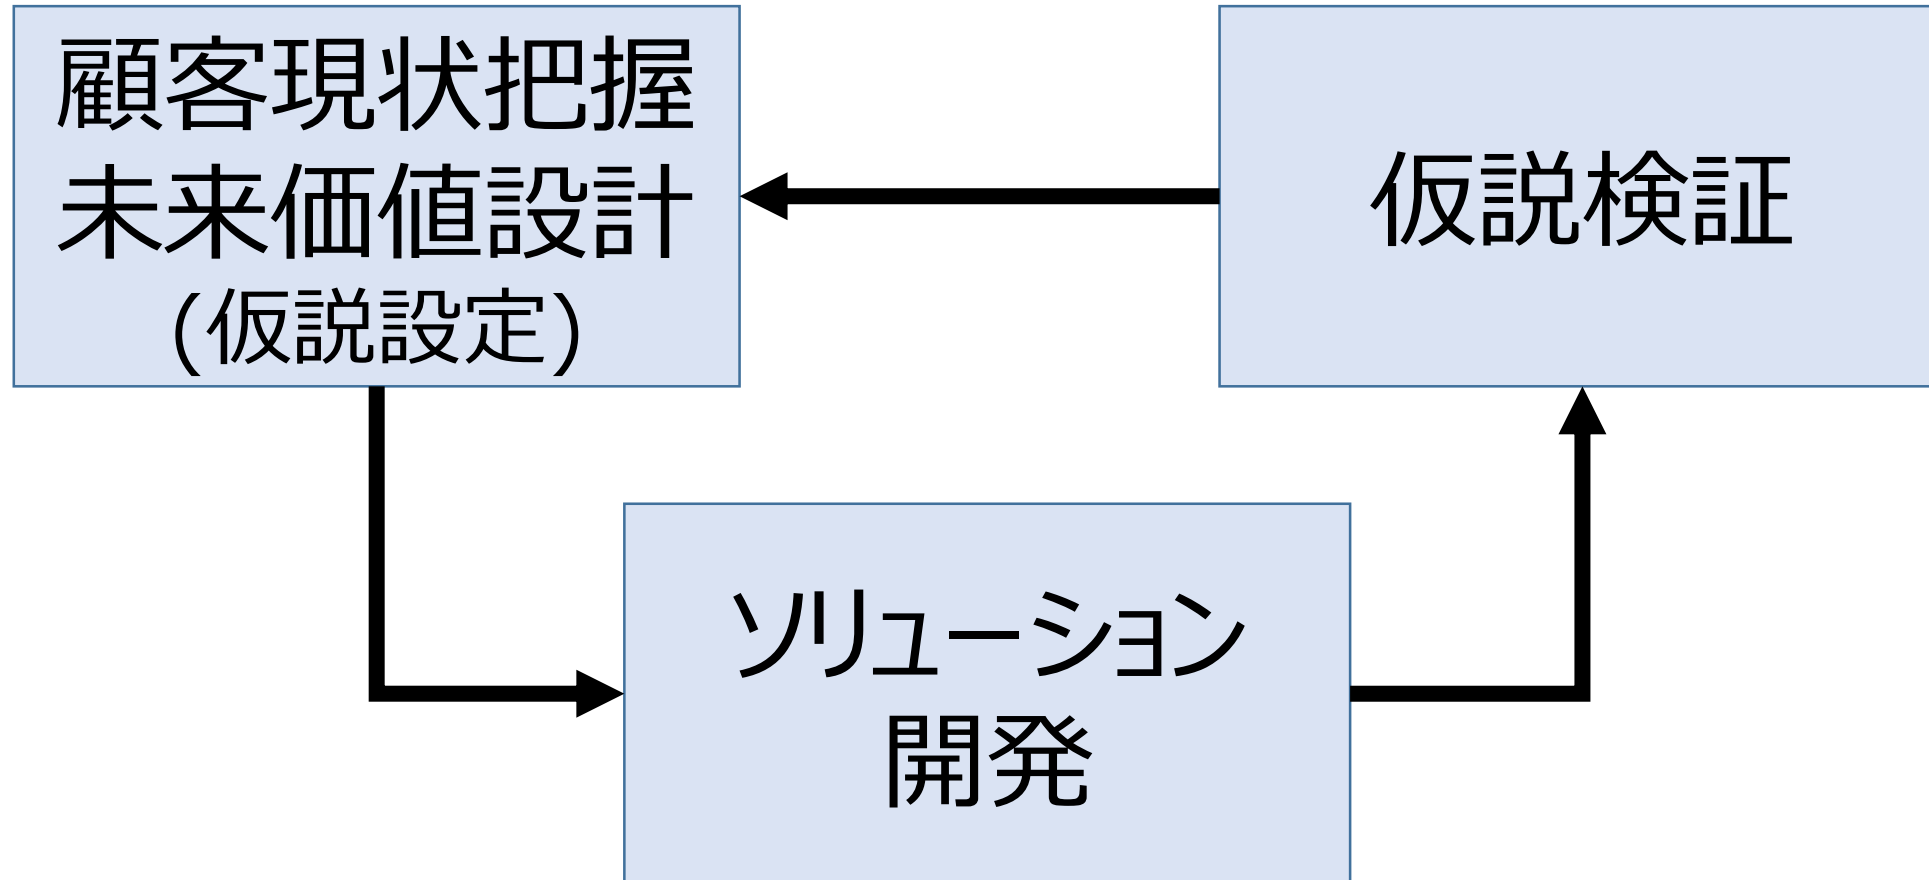 顧客現状把握
未来価値設計
(仮説設定)
仮説検証
ソリューション
開発